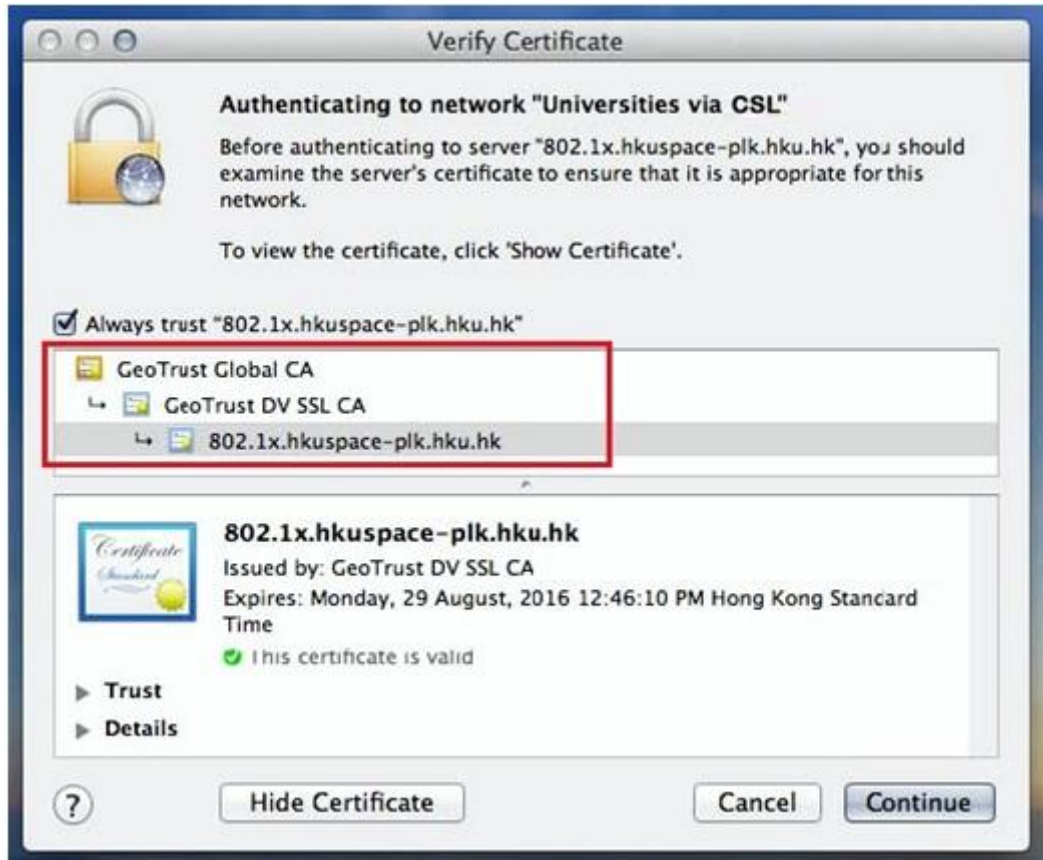 Verify Certificate
Authenticating to network "Universities via CSL"
Before authenticating to server "802.1x.hkuspace-plk.hku.hk", you should
examine the server's certificate to ensure that it is appropriate for this
network.
To view the certificate, click 'Show Certificate'.
Always trust "802.1x.hkuspace-plk.hku.hk"
GeoTrust Global CA
GeoTrust DV SSL CA
802.1x.hkuspace-plk.hku.hk
Certificate
Standard
802.1x.hkuspace-plk.hku.hk
Issued by: GeoTrust DV SSL CA
Expires: Monday, 29 August, 2016 12:46:10 PM Hong Kong Standard
Time
This certificate is valid
Trust
Details
?
Hide Certificate
Cancel
Continue